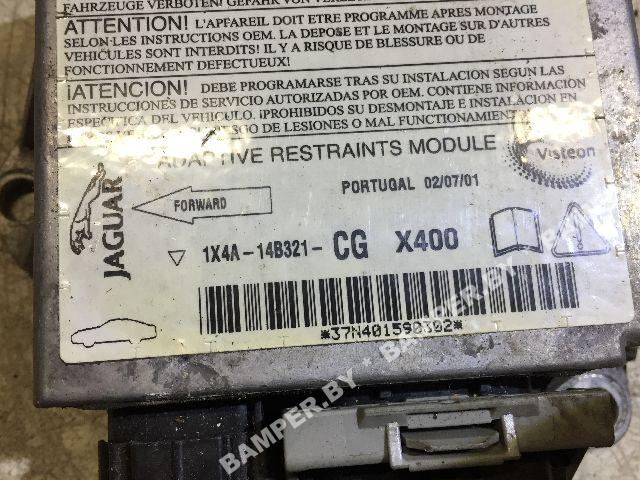 FAHRZEUGE VERBOTEN! GEFAHR VON
ATTENTION! L'APPAREIL DOIT ETRE PROGRAMME APRES MONTAGE
SELON LES INSTRUCTIONS OEM. LA DEPOSE ET LE MONTAGE SUR D'AUTRES
VEHICULES SONT INTERDITS! IL Y A RISQUE DE BLESSURE OU DE
FONCTIONNEMENT DEFECTUEUX!
¡ATENCION! DEBE PROGRAMARSE TRAS SU INSTALACION SEGUN LAS
INSTRUCCIONES DE SERVICIO AUTORIZADAS POR OEM. CONTIENE INFORMACION
ESPECIFICA DEL VEHICULO. ¡PROHIBIDOS SU DESMONTAJE E INSTALACION EN
DE LESIONES O MAL FUNCIONAMIENTO!
ADAPTIVE RESTRAINTS MODULE
Visteon
PORTUGAL 02/07/01
JAGUAR
FORWARD
1X4A-14B321-CG X400
*37N401590302*
BAMPER.BY * BAMPER.BY